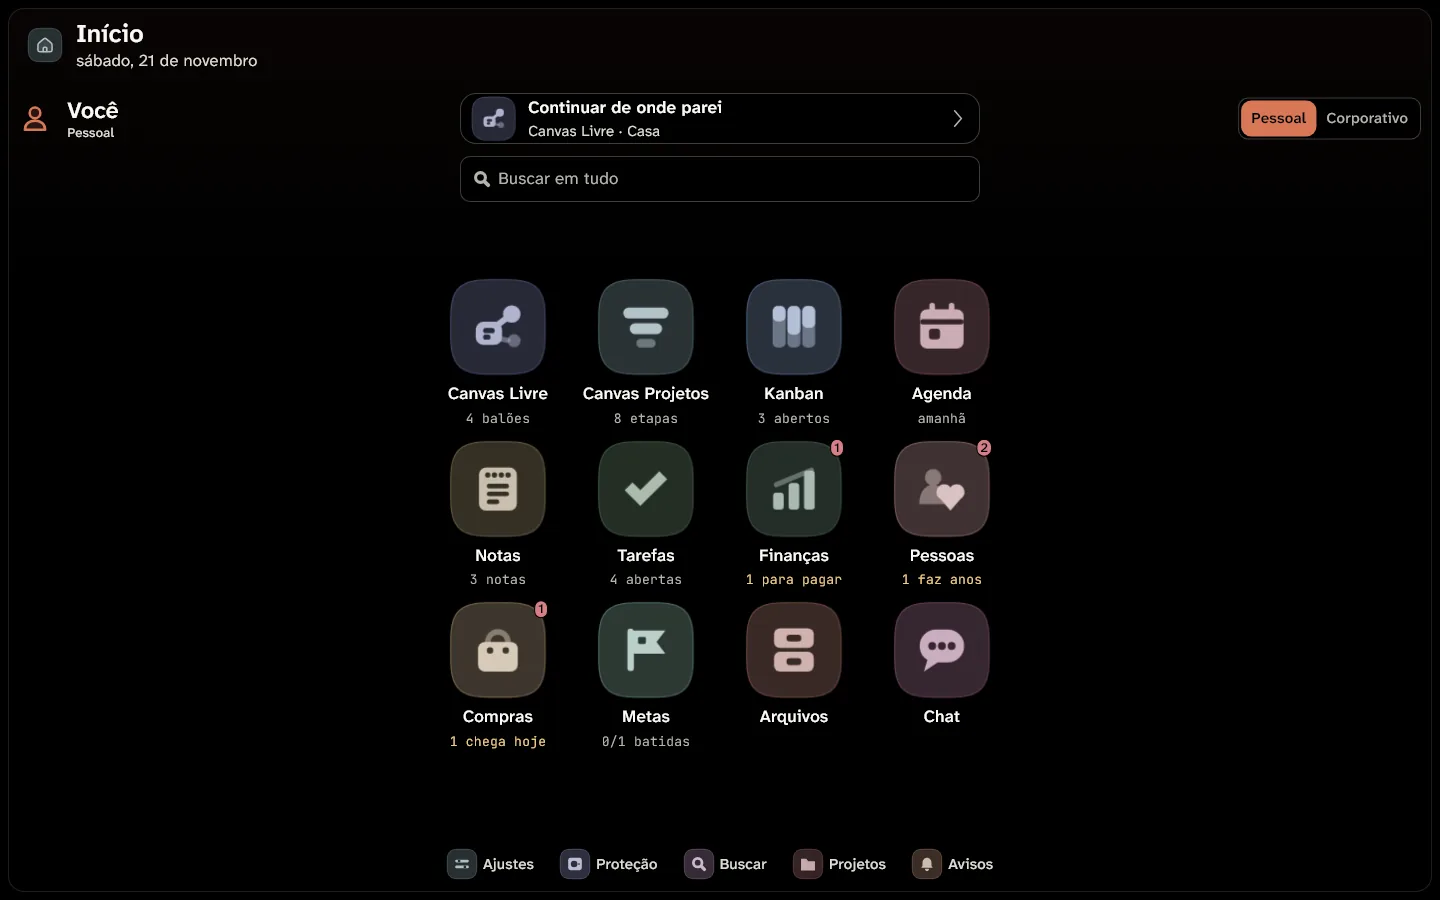 Início
sábado, 21 de novembro
Você
Pessoal
Continuar de onde parei
Canvas Livre · Casa
Pessoal
Corporativo
Buscar em tudo
Canvas Livre
4 balões
Canvas Projetos
8 etapas
Kanban
3 abertos
Agenda
amanhã
Notas
3 notas
Tarefas
4 abertas
1
Finanças
1 para pagar
2
Pessoas
1 faz anos
1
Compras
1 chega hoje
Metas
0/1 batidas
Arquivos
Chat
Ajustes
Proteção
Buscar
Projetos
Avisos